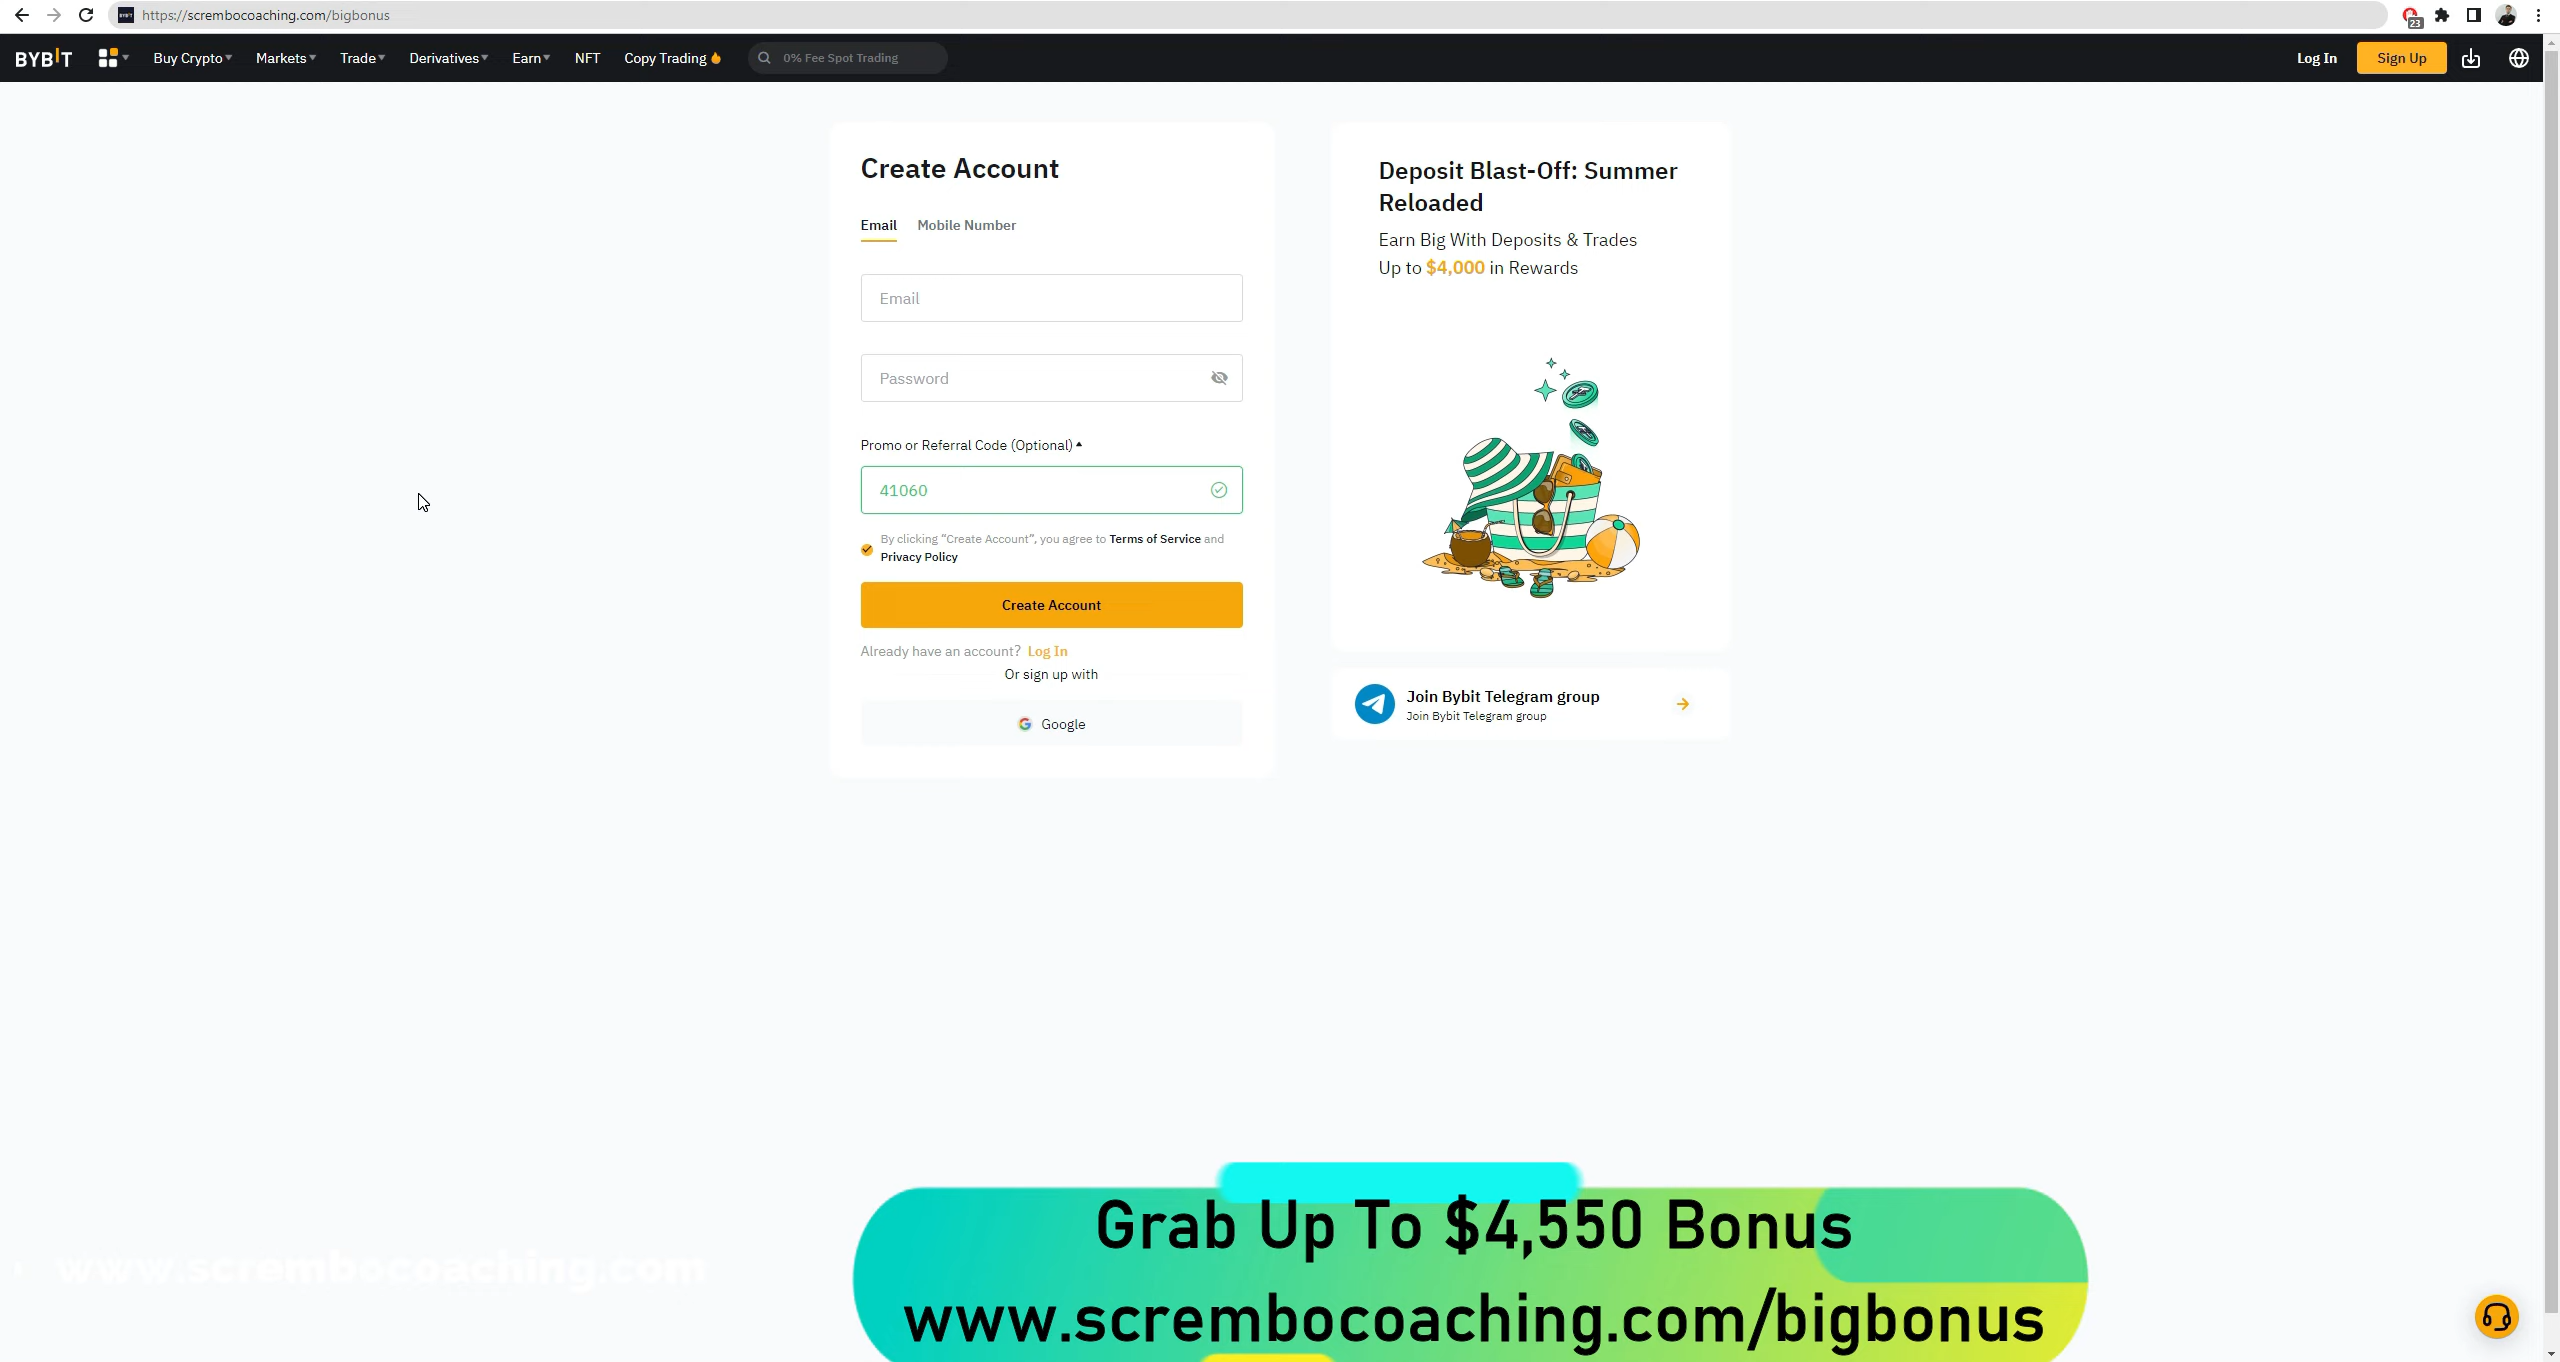 https://scrembocoaching.com/bigbonus
23
BYBIT Buy Crypto Markets Trade Derivatives Earn NFT Copy Trading 0% Fee Spot Trading Log In Sign Up
Create Account
Email Mobile Number
Email
Password
Promo or Referral Code (Optional)
41060
By clicking “Create Account”, you agree to Terms of Service and
Privacy Policy
Create Account
Already have an account? Log In
Or sign up with
Google
Deposit Blast-Off: Summer
Reloaded
Earn Big With Deposits & Trades
Up to $4,000 in Rewards
Join Bybit Telegram group
Join Bybit Telegram group
www.scrembocoaching.com
Grab Up To $4,550 Bonus
www.scrembocoaching.com/bigbonus